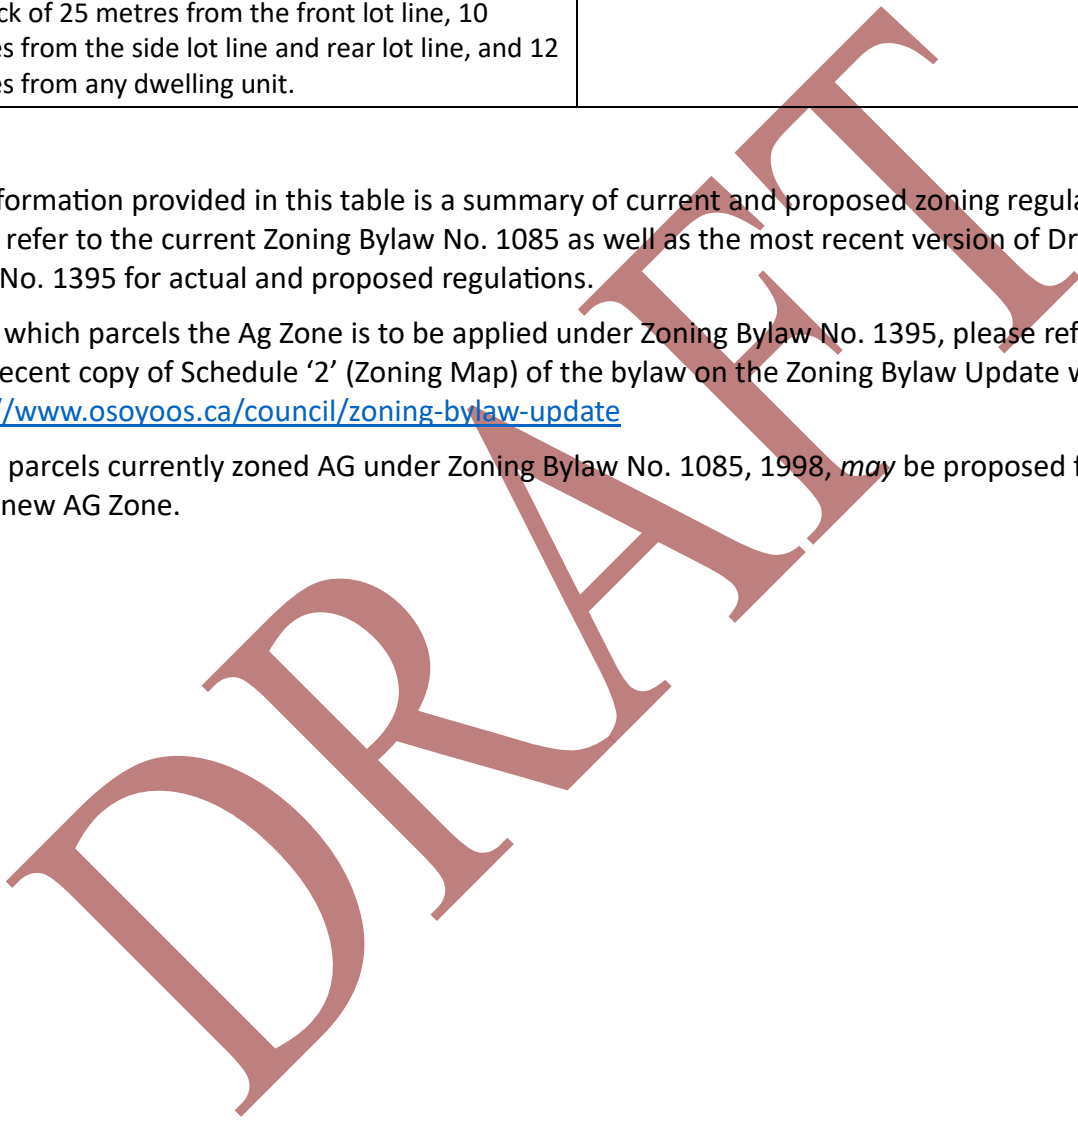 ck of 25 metres from the front lot line, 10
es from the side lot line and rear lot line, and 12
es from any dwelling unit.
formation provided in this table is a summary of current and proposed zoning regula
refer to the current Zoning Bylaw No. 1085 as well as the most recent version of Dr
No. 1395 for actual and proposed regulations.
which parcels the Ag Zone is to be applied under Zoning Bylaw No. 1395, please ref
ecent copy of Schedule ‘2’ (Zoning Map) of the bylaw on the Zoning Bylaw Update w
//www.osoyoos.ca/council/zoning-bylaw-update
parcels currently zoned AG under Zoning Bylaw No. 1085, 1998, may be proposed f
new AG Zone.
DRAFT